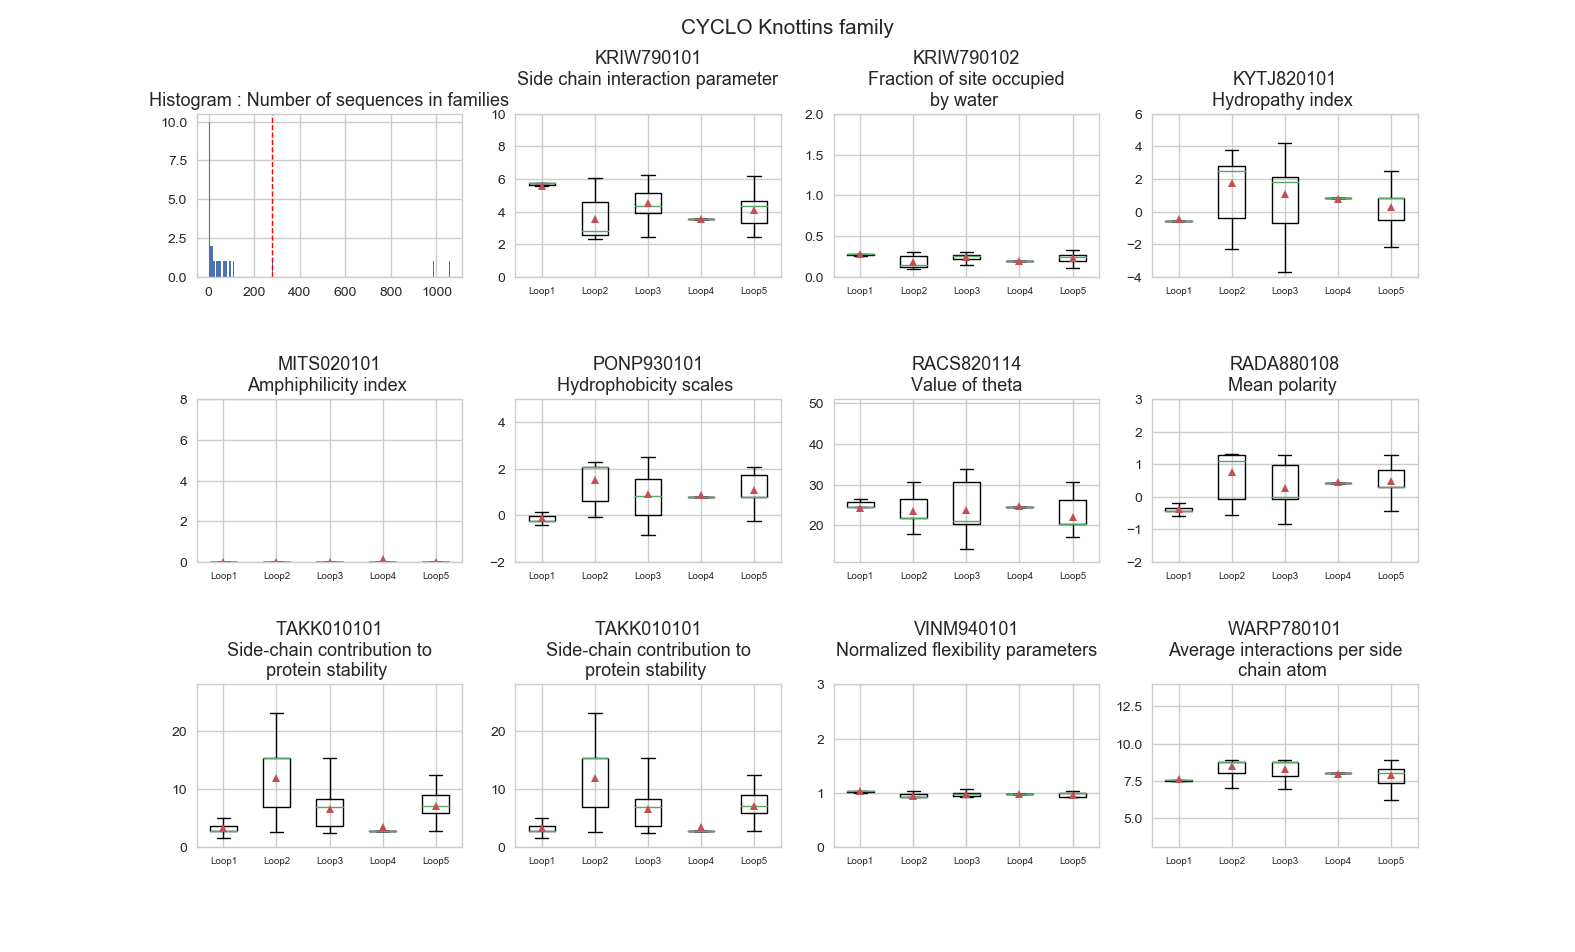 CYCLO Knottins family
Histogram : Number of sequences in families
10.0
7.5
5.0
2.5
0.0
0 200 400 600 800 1000
KRIW790101
Side chain interaction parameter
10
8
6
4
2
0
Loop1 Loop2 Loop3 Loop4 Loop5
KRIW790102
Fraction of site occupied
by water
2.0
1.5
1.0
0.5
0.0
Loop1 Loop2 Loop3 Loop4 Loop5
KYTJ820101
Hydropathy index
6
4
2
0
−2
−4
Loop1 Loop2 Loop3 Loop4 Loop5
MITS020101
Amphiphilicity index
8
6
4
2
0
Loop1 Loop2 Loop3 Loop4 Loop5
PONP930101
Hydrophobicity scales
4
2
0
−2
Loop1 Loop2 Loop3 Loop4 Loop5
RACS820114
Value of theta
50
40
30
20
Loop1 Loop2 Loop3 Loop4 Loop5
RADA880108
Mean polarity
3
2
1
0
−1
−2
Loop1 Loop2 Loop3 Loop4 Loop5
TAKK010101
Side-chain contribution to
protein stability
20
10
0
Loop1 Loop2 Loop3 Loop4 Loop5
TAKK010101
Side-chain contribution to
protein stability
20
10
0
Loop1 Loop2 Loop3 Loop4 Loop5
VINM940101
Normalized flexibility parameters
3
2
1
0
Loop1 Loop2 Loop3 Loop4 Loop5
WARP780101
Average interactions per side
chain atom
12.5
10.0
7.5
5.0
Loop1 Loop2 Loop3 Loop4 Loop5